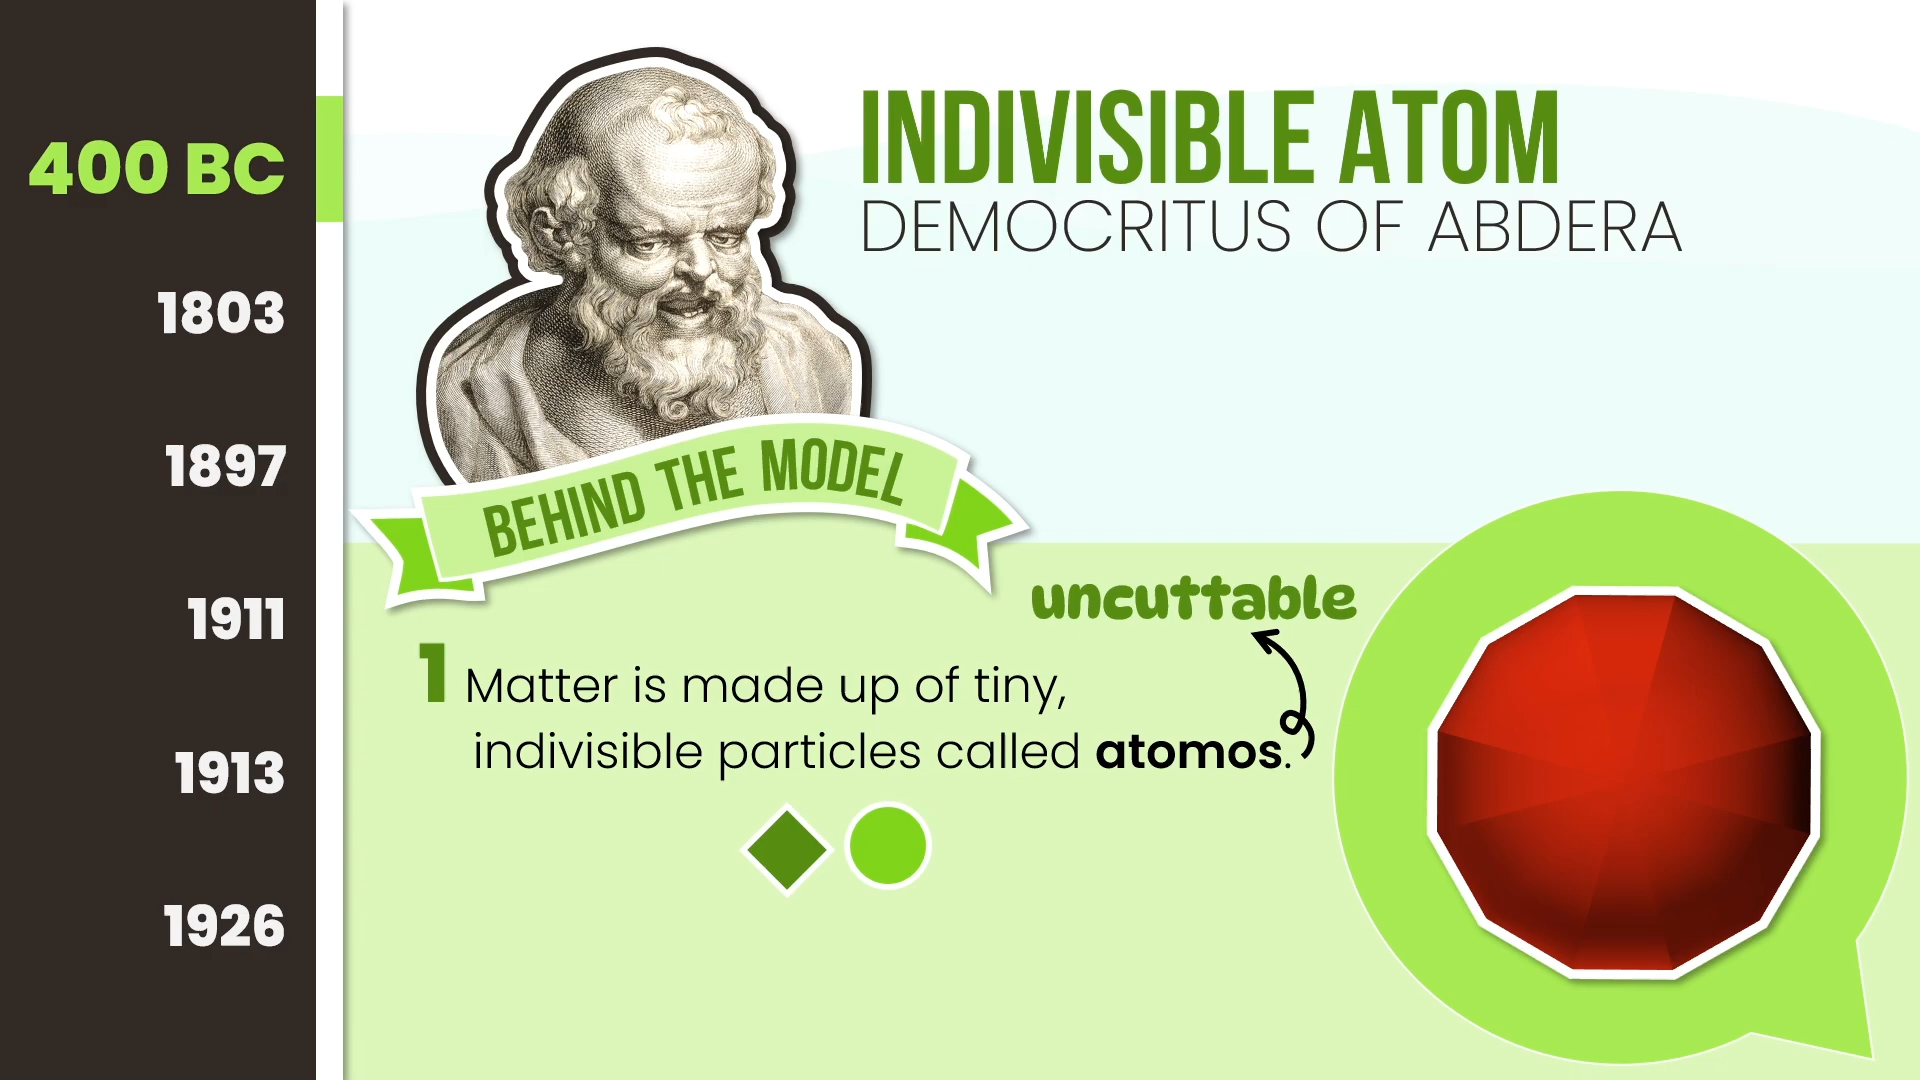 400 BC
1803
1897
1911
1913
1926
INDIVISIBLE ATOM
DEMOCRITUS OF ABDERA
BEHIND THE MODEL
uncuttable
1 Matter is made up of tiny,
indivisible particles called atomos.